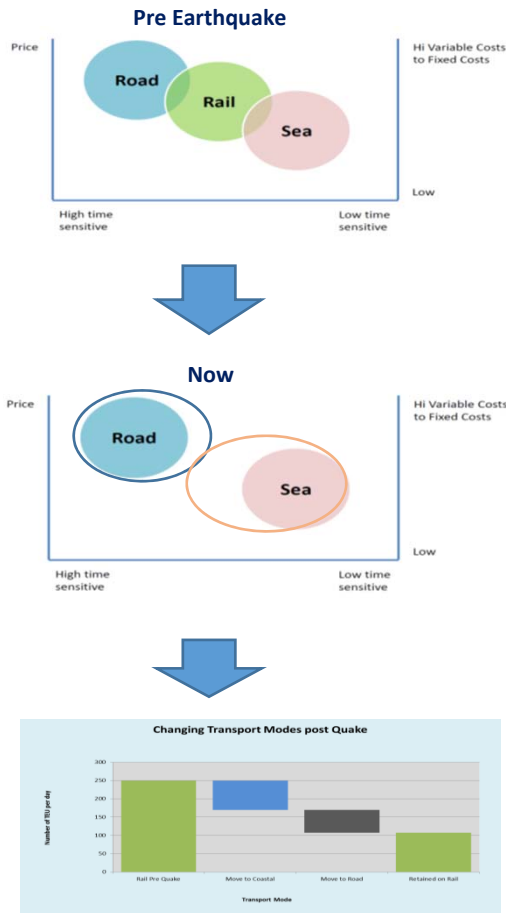 Pre Earthquake
Price
Hi Variable Costs
to Fixed Costs
Road
Rail
Sea
Low
High time
sensitive
Low time
sensitive
Now
Price
Hi Variable Costs
to Fixed Costs
Road
Sea
Low
High time
sensitive
Low time
sensitive
Changing Transport Modes post Quake
Number of TEU per day
300
250
200
150
100
50
0
Rail Pre Quake
Move to Coastal
Move to Road
Retained on Rail
Transport Mode